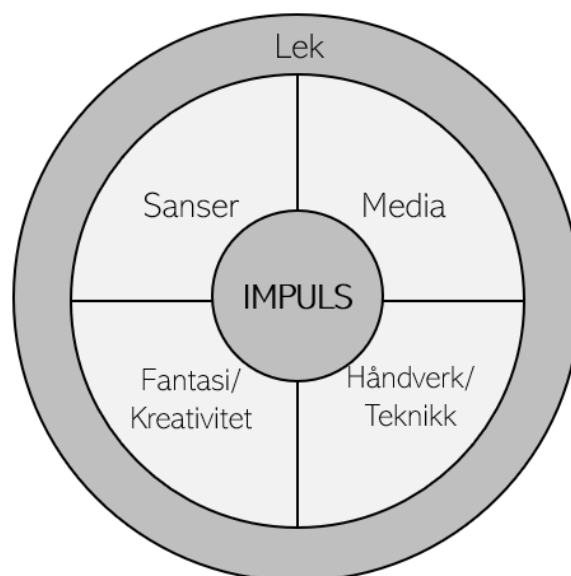 Lek
Sanser
Media
IMPULS
Fantasi/
Kreativitet
Håndverk/
Teknikk